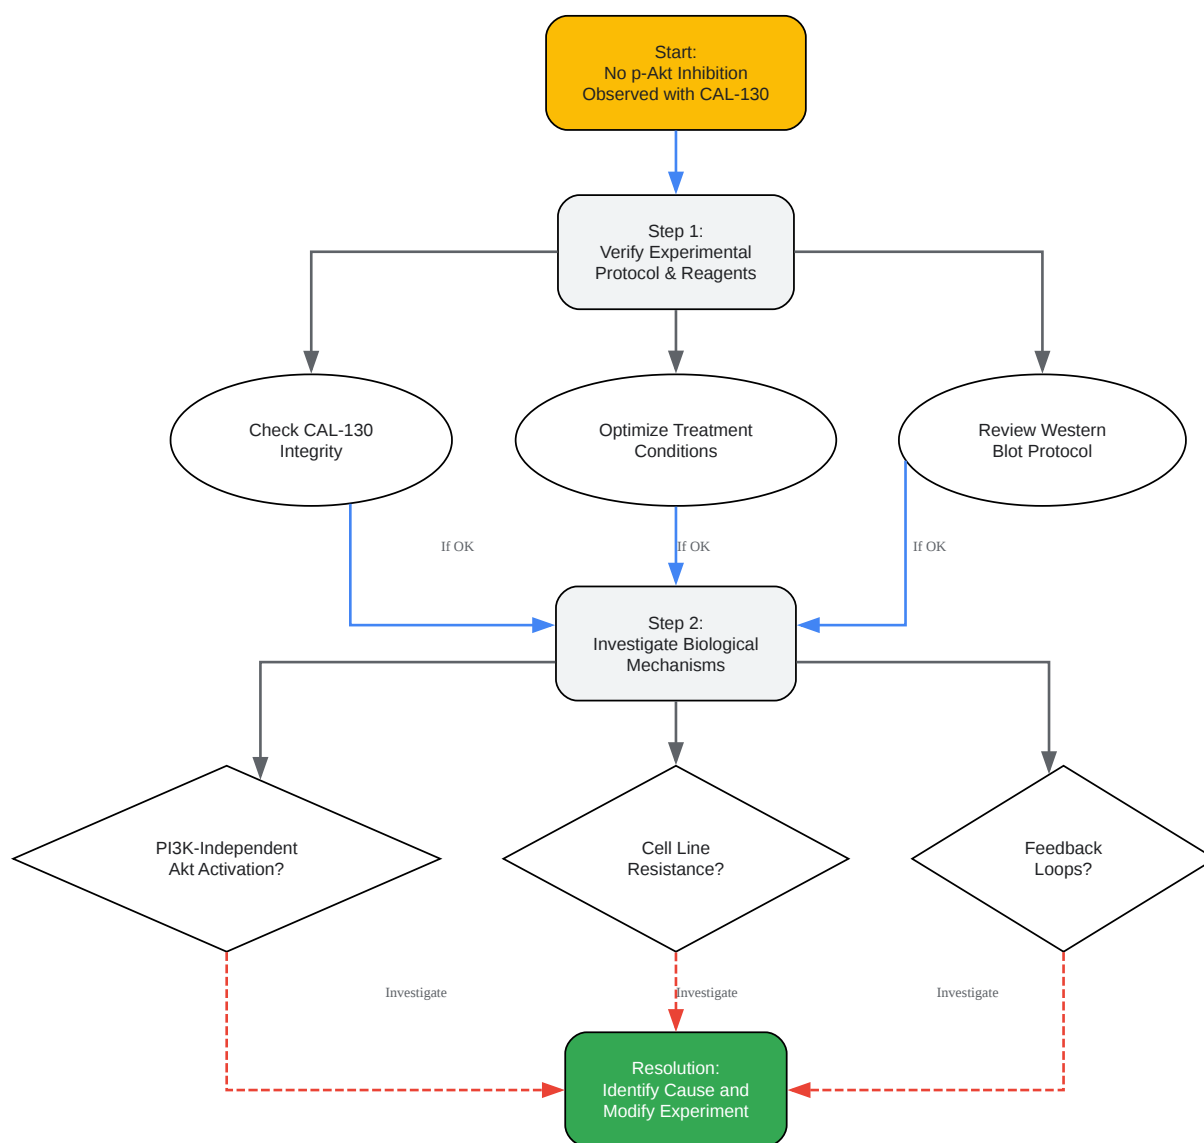 Start:
No p-Akt Inhibition
Observed with CAL-130
Step 1:
Verify Experimental
Protocol & Reagents
Check CAL-130
Integrity
Optimize Treatment
Conditions
Review Western
Blot Protocol
If OK
If OK
If OK
Step 2:
Investigate Biological
Mechanisms
PI3K-Independent
Akt Activation?
Cell Line
Resistance?
Feedback
Loops?
Investigate
Investigate
Investigate
Resolution:
Identify Cause and
Modify Experiment